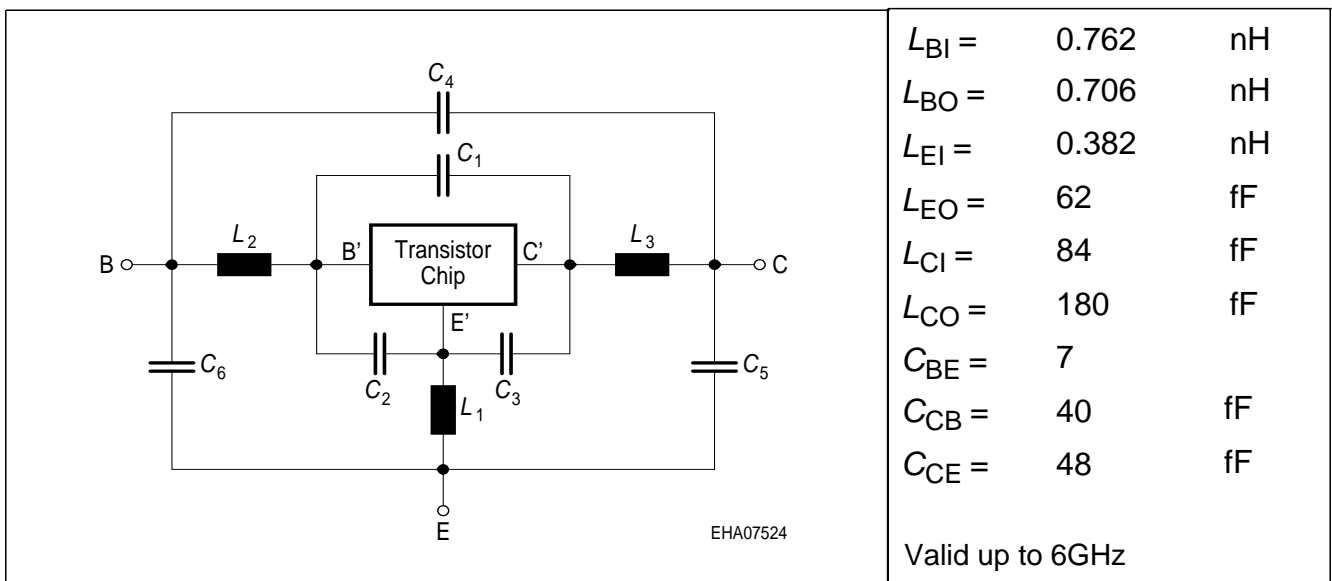 C4
C1
L2
B'
Transistor
Chip
C'
L3
B
C
E'
C6
C2
C3
C5
L1
E
EHA07524
LBI = 0.762 nH
LBO = 0.706 nH
LEI = 0.382 nH
LEO = 62 fF
LCI = 84 fF
LCO = 180 fF
CBE = 7
CCB = 40 fF
CCE = 48 fF
Valid up to 6GHz